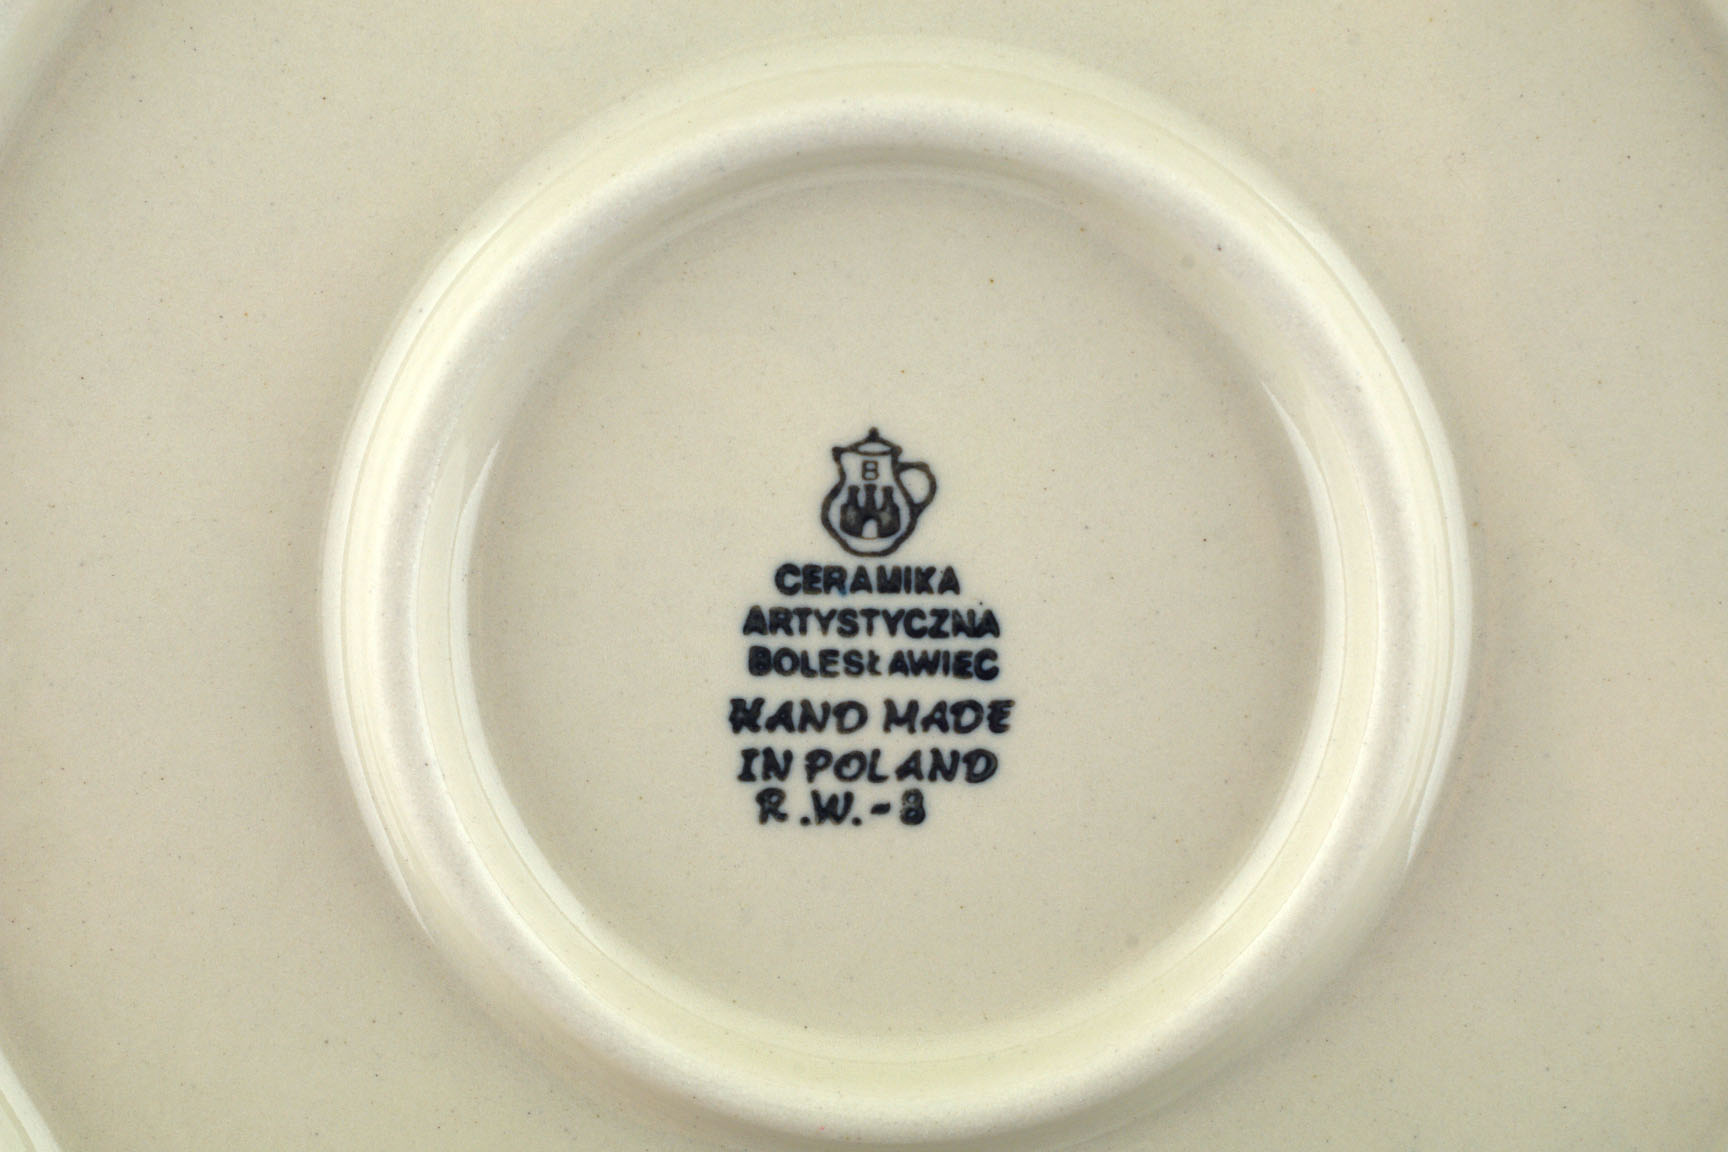 B
CERAMIKA
ARTYSTYCZNA
BOLESŁAWIEC
HAND MADE
IN POLAND
R.W.-8